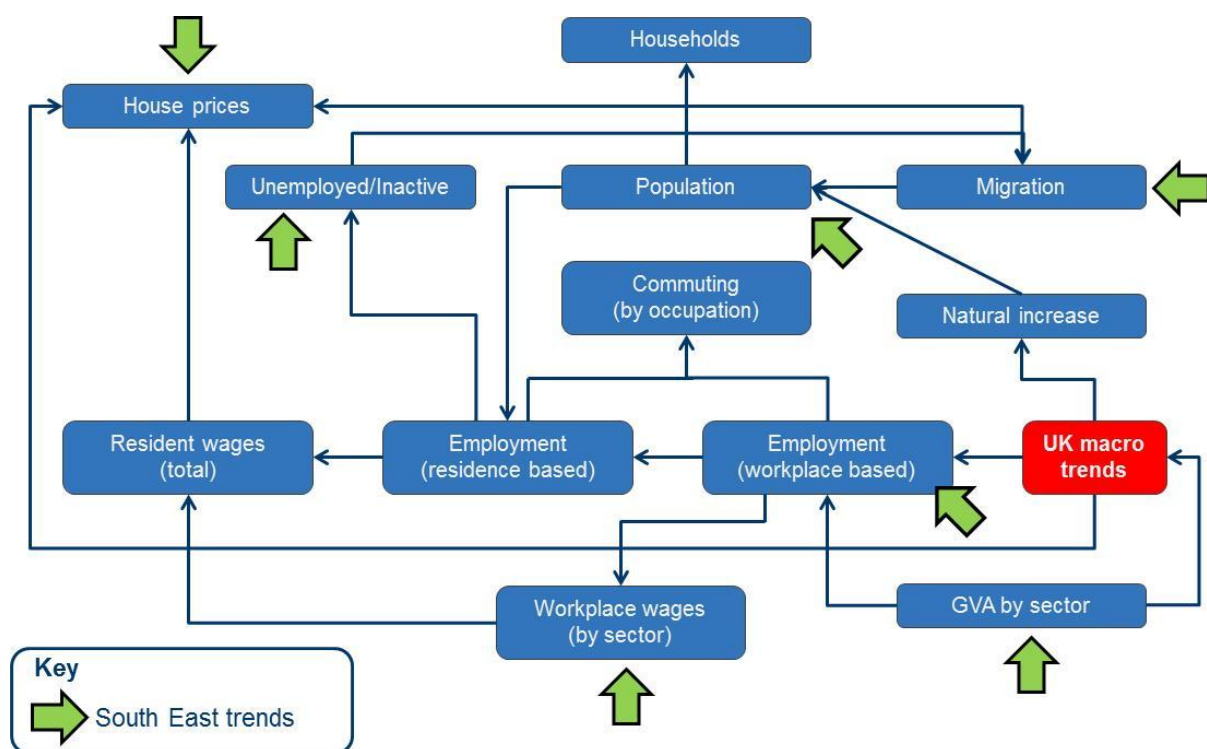 Households
House prices
Unemployed/Inactive
Population
Migration
Commuting
(by occupation)
Natural increase
Resident wages
(total)
Employment
(residence based)
Employment
(workplace based)
UK macro
trends
Workplace wages
(by sector)
GVA by sector
Key
South East trends